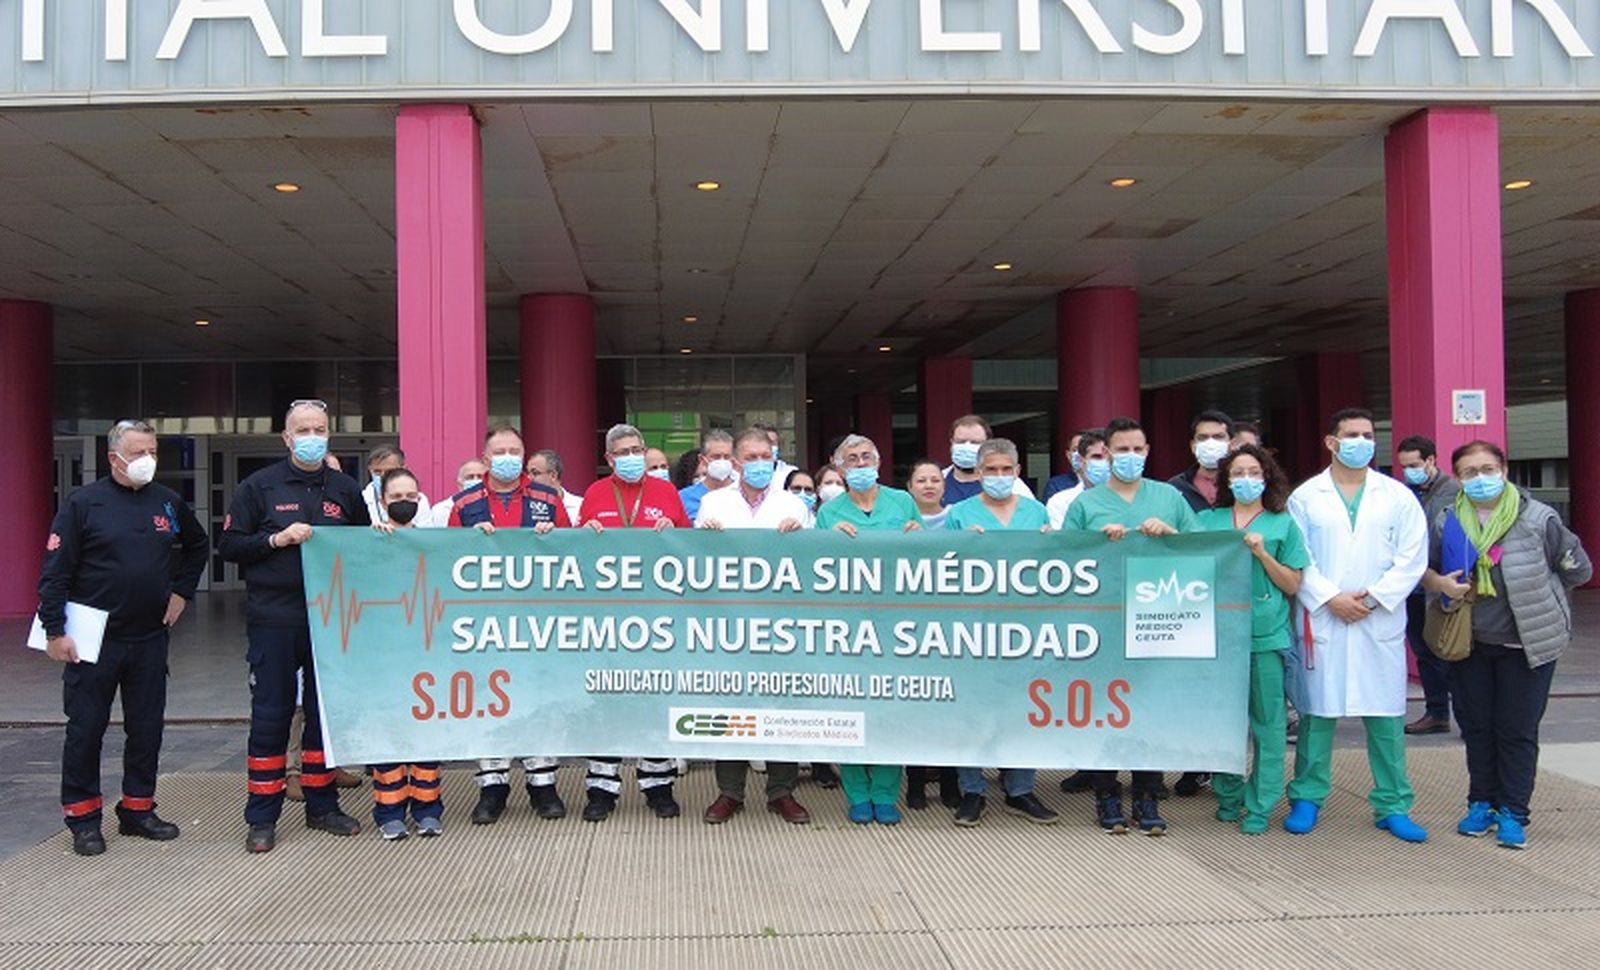 ITAL UNIVERSITAR
CEUTA SE QUEDA SIN MÉDICOS
SALVEMOS NUESTRA SANIDAD
S.O.S
SINDICATO MEDICO PROFESIONAL DE CEUTA
S.O.S
CESM
Confederación Estatal
de Sindicatos Médicos
SMC
SINDICATO
MÉDICO
CEUTA